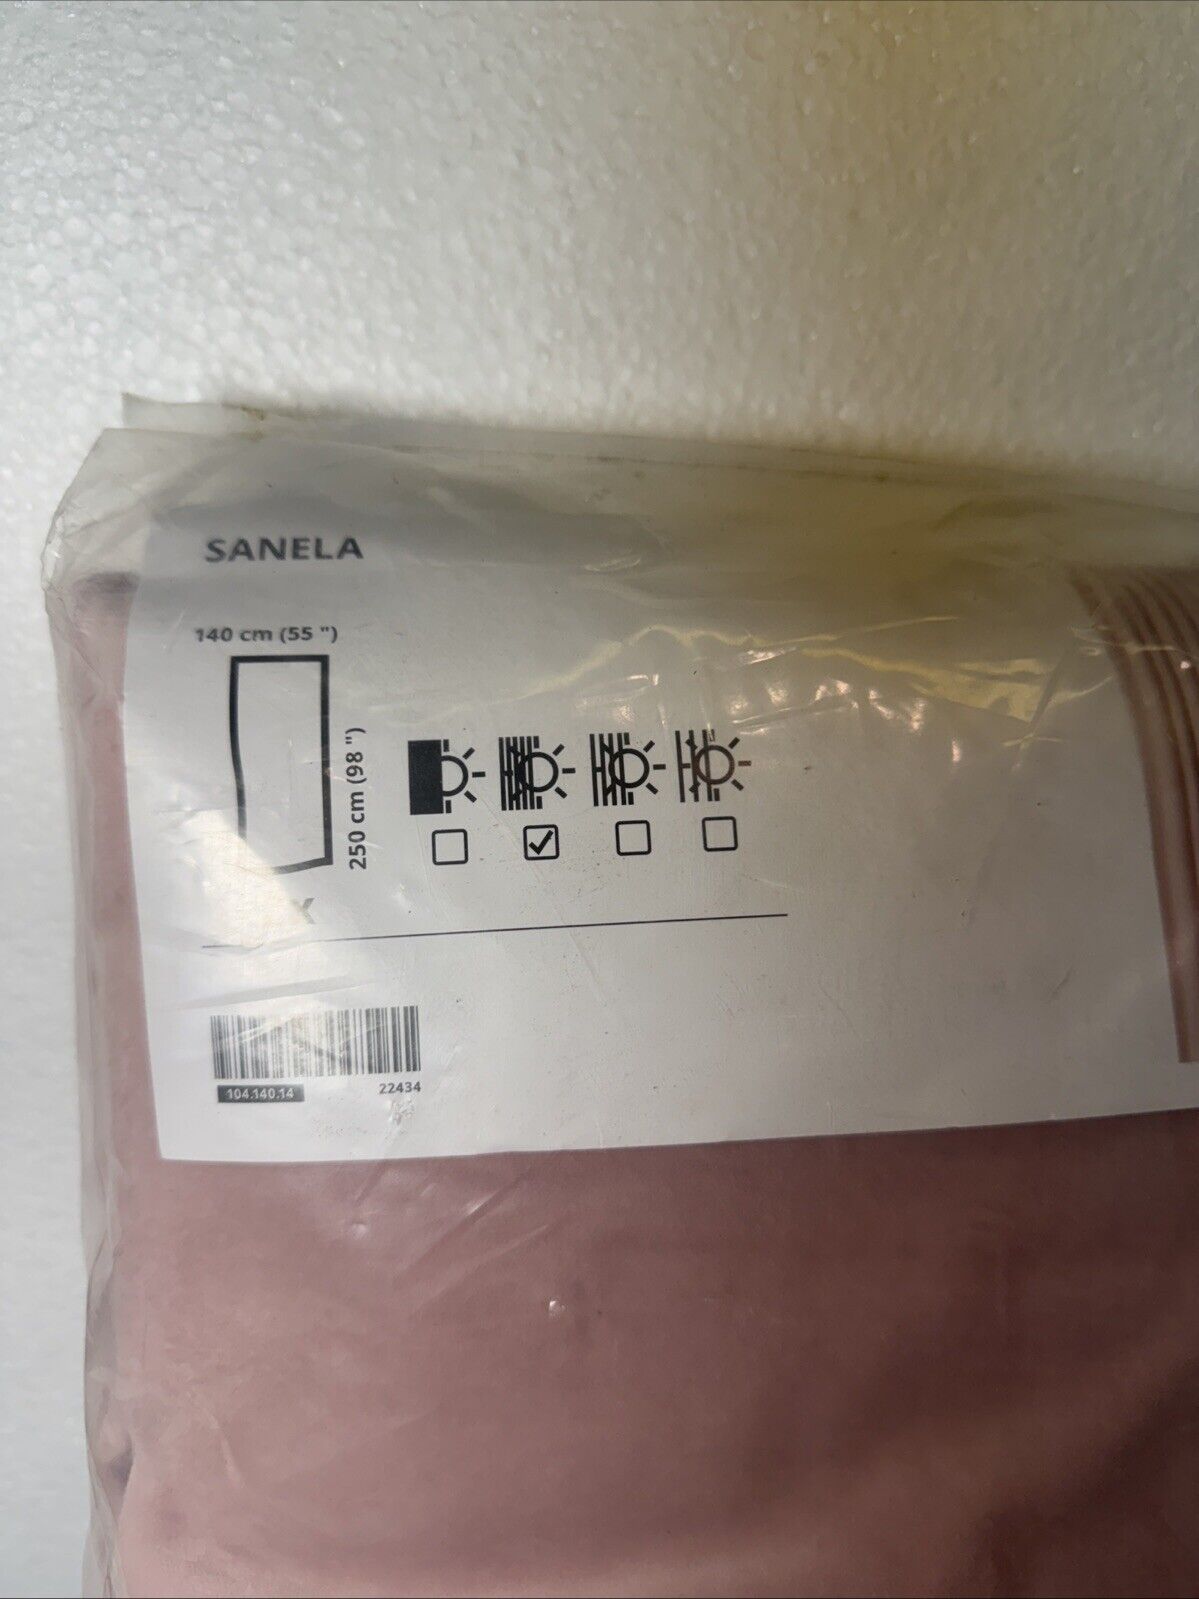 SANELA
140 cm (55 ")
250 cm (98 ")
104.140.14
22434